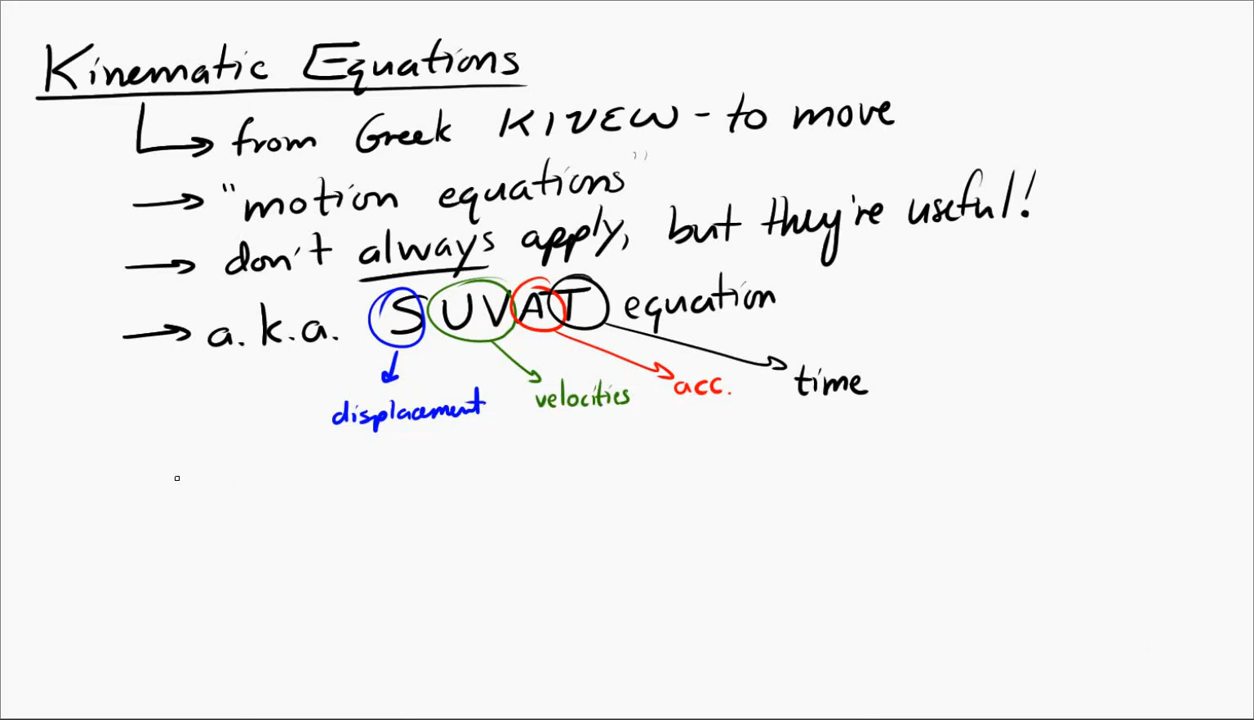 Kinematic Equations
from Greek KIVEW - to move
"motion equations"
don't always apply, but they're useful!
a.k.a. SUVAT equation
displacement velocities acc. time